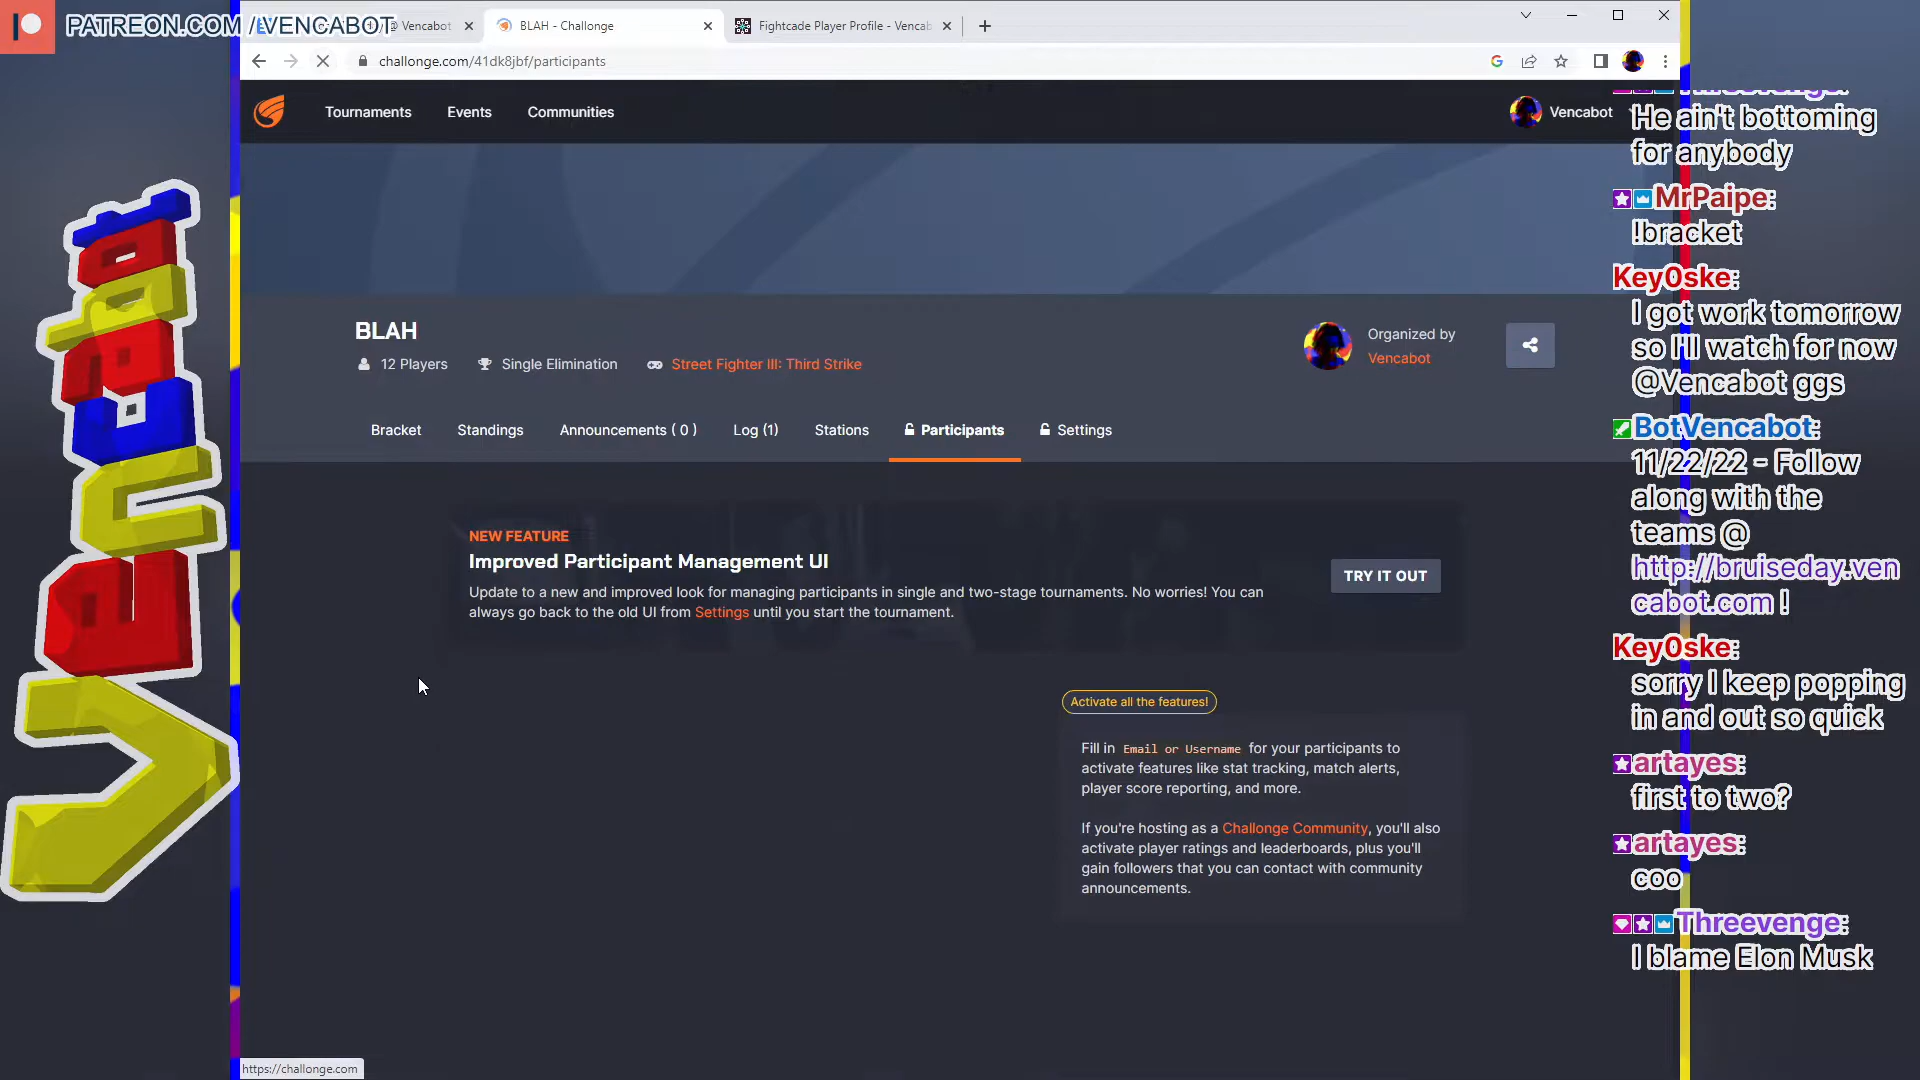 PATREON.COM/VENCABOT
@ Vencabot
BLAH - Challonge
Fightcade Player Profile - Vencab
challonge.com/41dk8jbf/participants
Tournaments
Events
Communities
Vencabot
BLAH
12 Players
Single Elimination
Street Fighter III: Third Strike
Organized by
Vencabot
Bracket
Standings
Announcements ( 0 )
Log (1)
Stations
Participants
Settings
NEW FEATURE
Improved Participant Management UI
Update to a new and improved look for managing participants in single and two-stage tournaments. No worries! You can
always go back to the old UI from Settings until you start the tournament.
TRY IT OUT
Activate all the features!
Fill in Email or Username for your participants to
activate features like stat tracking, match alerts,
player score reporting, and more.
If you're hosting as a Challonge Community, you'll also
activate player ratings and leaderboards, plus you'll
gain followers that you can contact with community
announcements.
https://challonge.com
Vencabot
Threevenge:
He ain't bottoming
for anybody
MrPaipe:
!bracket
Key0ske:
I got work tomorrow
so I'll watch for now
@Vencabot ggs
BotVencabot:
11/22/22 - Follow
along with the
teams @
http://bruiseday.ven
cabot.com !
Key0ske:
sorry I keep popping
in and out so quick
artayes:
first to two?
artayes:
coo
Threevenge:
I blame Elon Musk